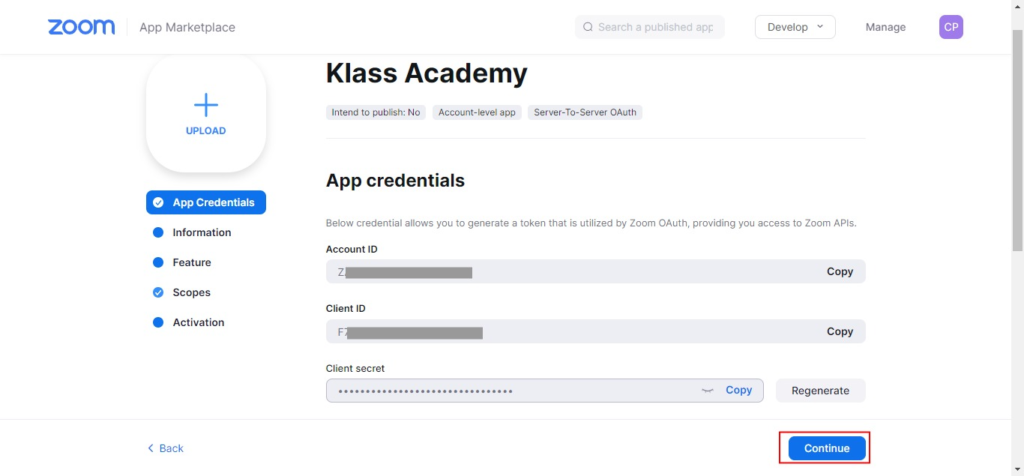 zoom App Marketplace Search a published app Develop Manage CP
Klass Academy
Intend to publish: No Account-level app Server-To-Server OAuth
UPLOAD
App credentials
Below credential allows you to generate a token that is utilized by Zoom OAuth, providing you access to Zoom APIs.
App Credentials
Information
Feature
Scopes
Activation
Account ID
Z Copy
Client ID
F7 Copy
Client secret
•••••••••••••••••••••••••••••••• Copy Regenerate
Back Continue